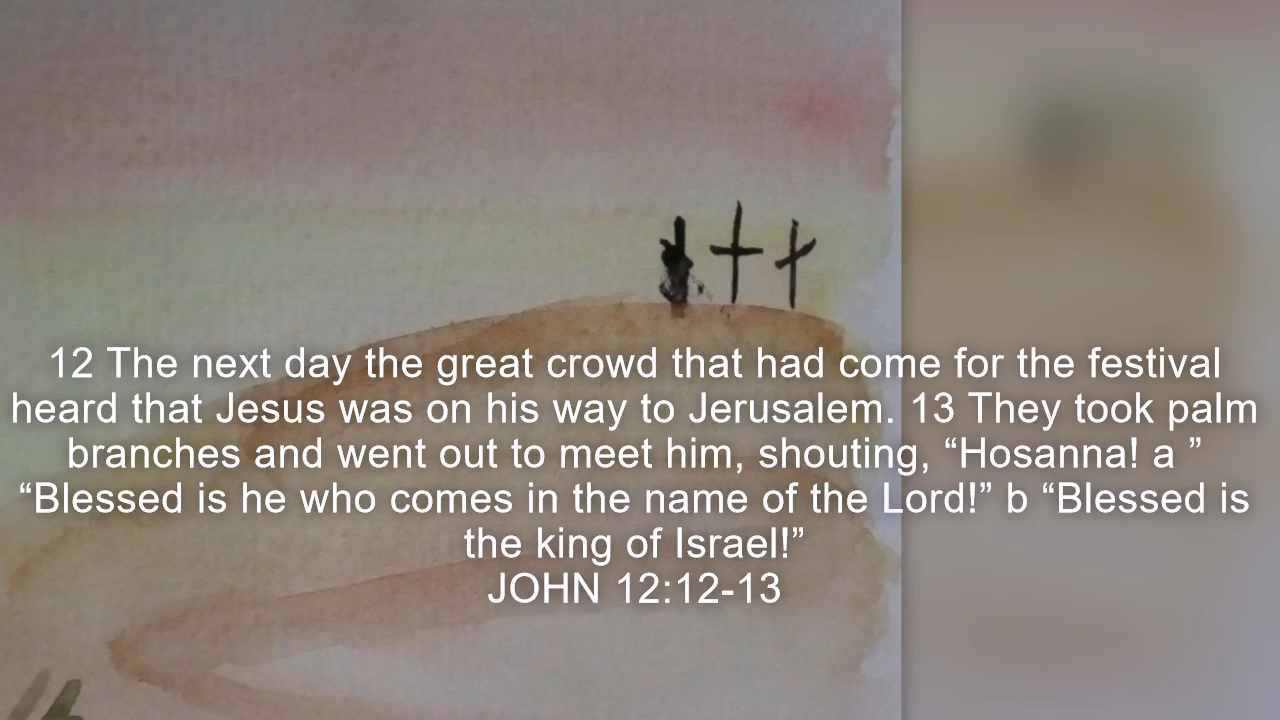 12 The next day the great crowd that had come for the festival
heard that Jesus was on his way to Jerusalem. 13 They took palm
branches and went out to meet him, shouting, “Hosanna! a ”
“Blessed is he who comes in the name of the Lord!” b “Blessed is
the king of Israel!”
JOHN 12:12-13